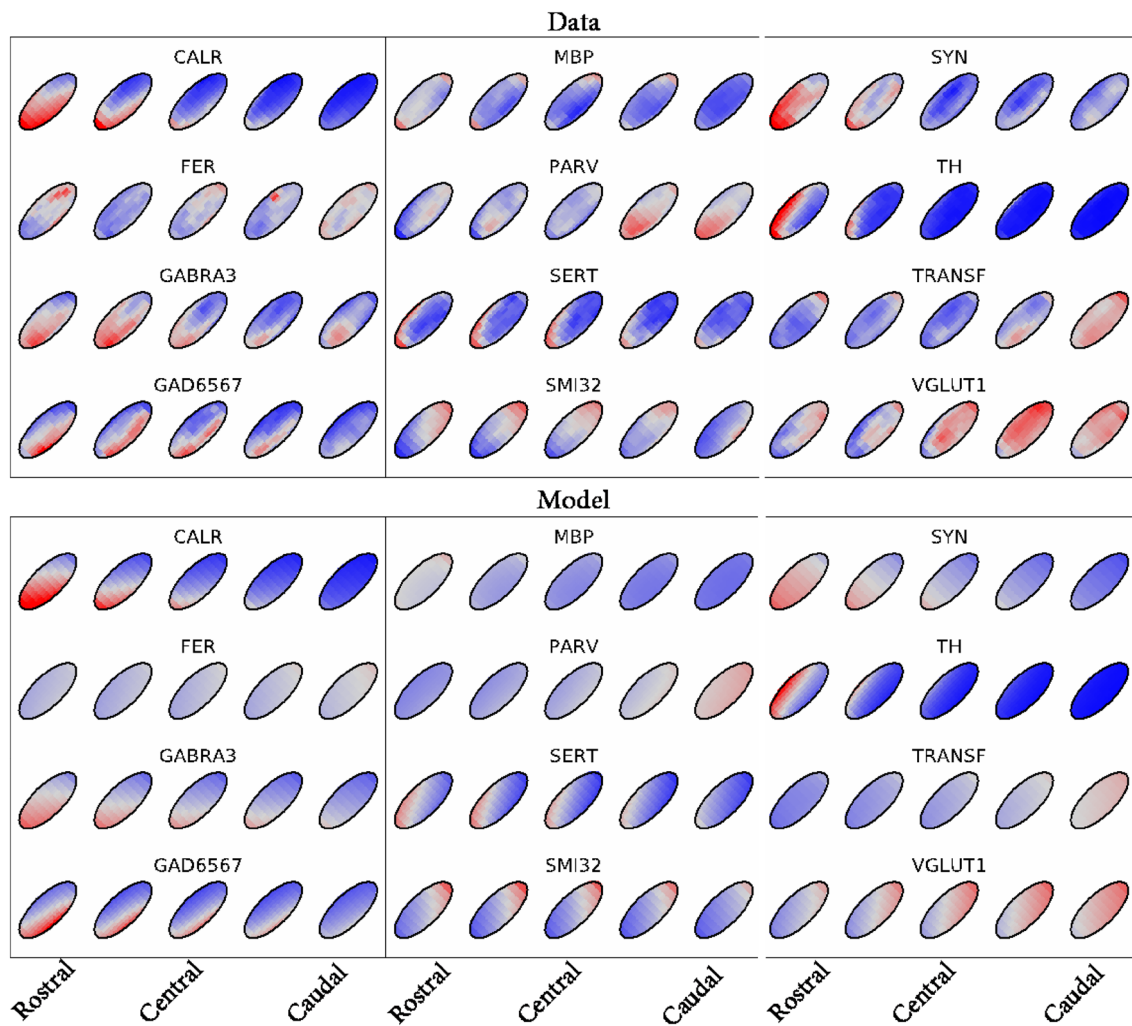 Data
CALR MBP SYN
FER PARV TH
GABRA3 SERT TRANSF
GAD6567 SMI32 VGLUT1
Model
CALR MBP SYN
FER PARV TH
GABRA3 SERT TRANSF
GAD6567 SMI32 VGLUT1
Rostral Central Caudal Rostral Central Caudal Rostral Central Caudal